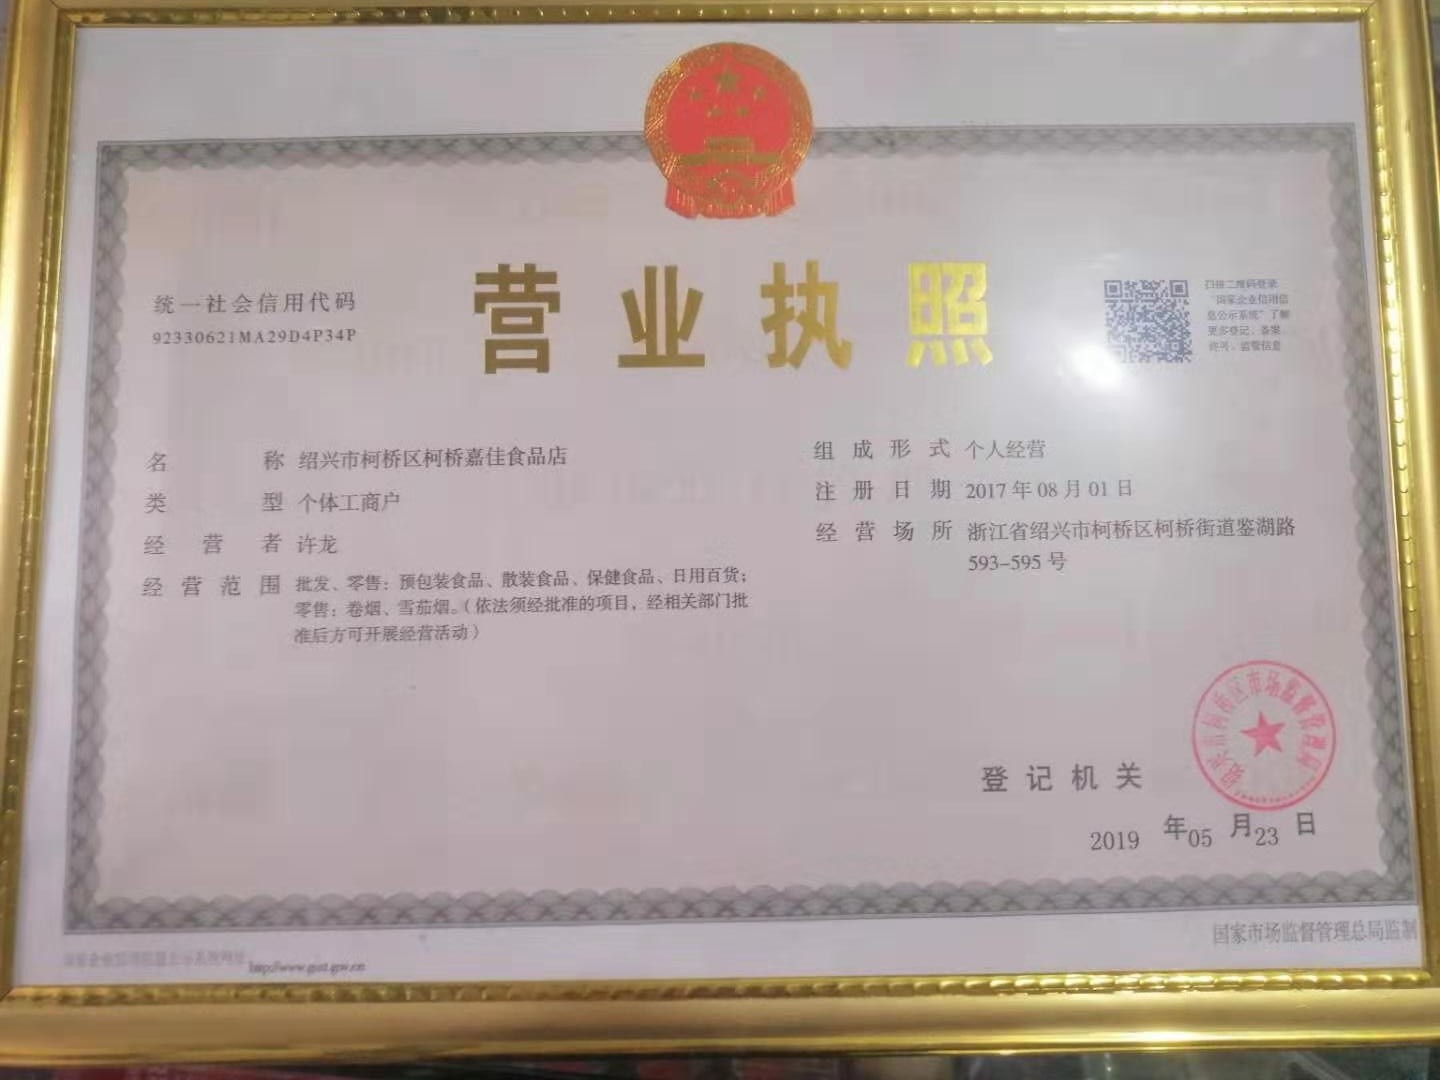 营业执照
统一社会信用代码
92330621MA29D4P34P
扫描二维码登录
“国家企业信用信
息公示系统”了解
更多登记、备案、
许可、监管信息
名称 绍兴市柯桥区柯桥嘉佳食品店
类型 个体工商户
经营者 许龙
经营范围 批发、零售：预包装食品、散装食品、保健食品、日用百货；
零售：卷烟、雪茄烟。（依法须经批准的项目，经相关部门批
准后方可开展经营活动）
组成形式 个人经营
注册日期 2017年08月01日
经营场所 浙江省绍兴市柯桥区柯桥街道鉴湖路
593-595号
绍兴市柯桥区市场监督管理局
登记机关
2019年05月23日
国家市场监督管理总局监制
国家企业信用信息公示系统网址： http://www.gsxt.gov.cn